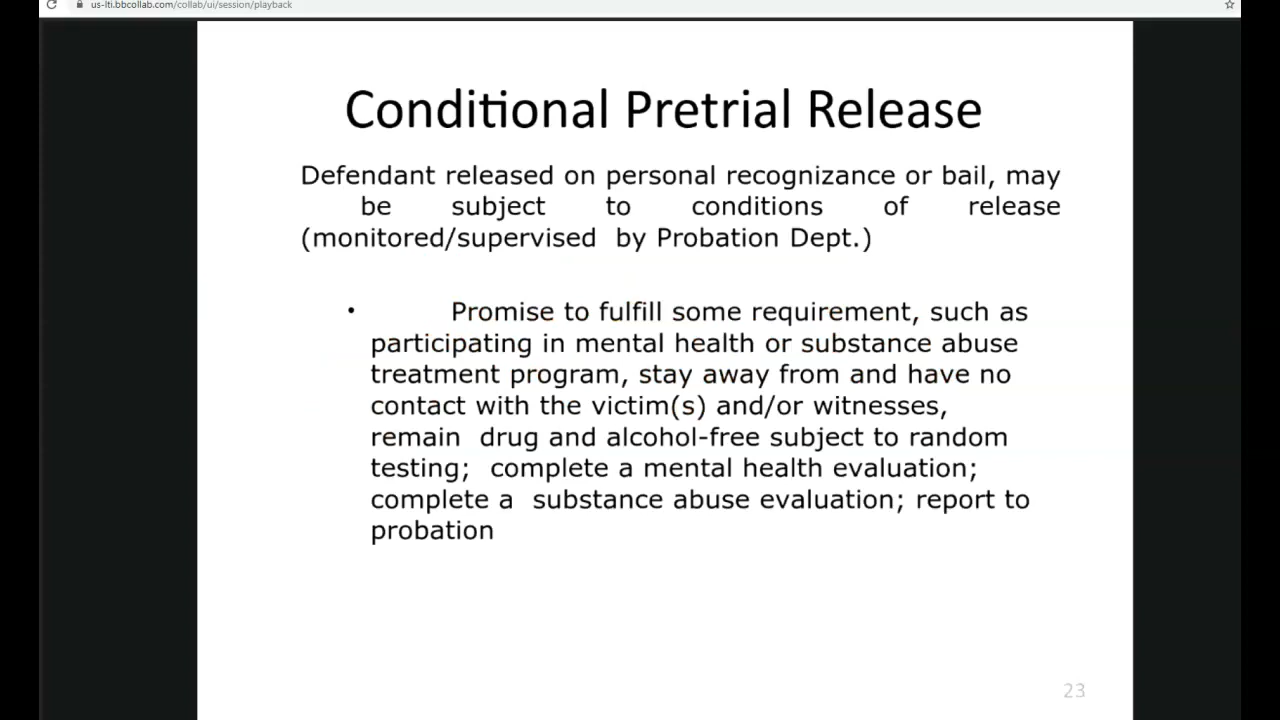 us-lti.bbcollab.com/collab/ui/session/playback
Conditional Pretrial Release
Defendant released on personal recognizance or bail, may
be subject to conditions of release
(monitored/supervised by Probation Dept.)
• Promise to fulfill some requirement, such as
participating in mental health or substance abuse
treatment program, stay away from and have no
contact with the victim(s) and/or witnesses,
remain drug and alcohol-free subject to random
testing; complete a mental health evaluation;
complete a substance abuse evaluation; report to
probation
23